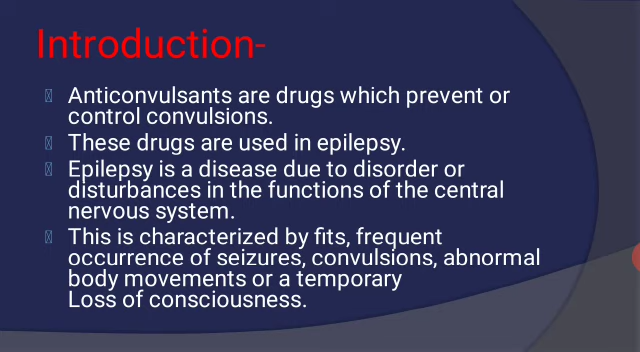 Introduction-
Anticonvulsants are drugs which prevent or
control convulsions.
These drugs are used in epilepsy.
Epilepsy is a disease due to disorder or
disturbances in the functions of the central
nervous system.
This is characterized by fits, frequent
occurrence of seizures, convulsions, abnormal
body movements or a temporary
Loss of consciousness.